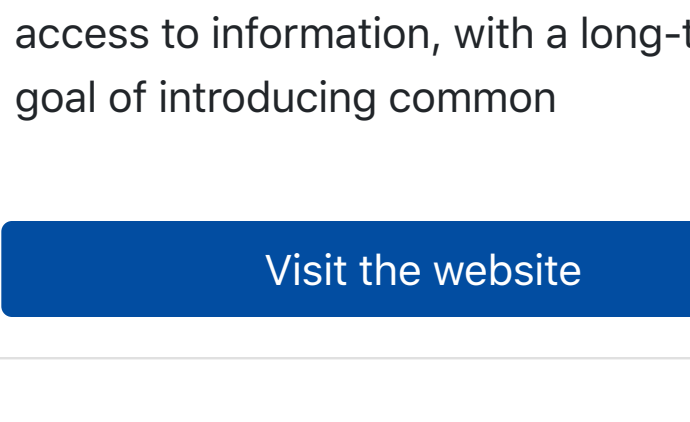 access to information, with a long-t
goal of introducing common
Visit the website